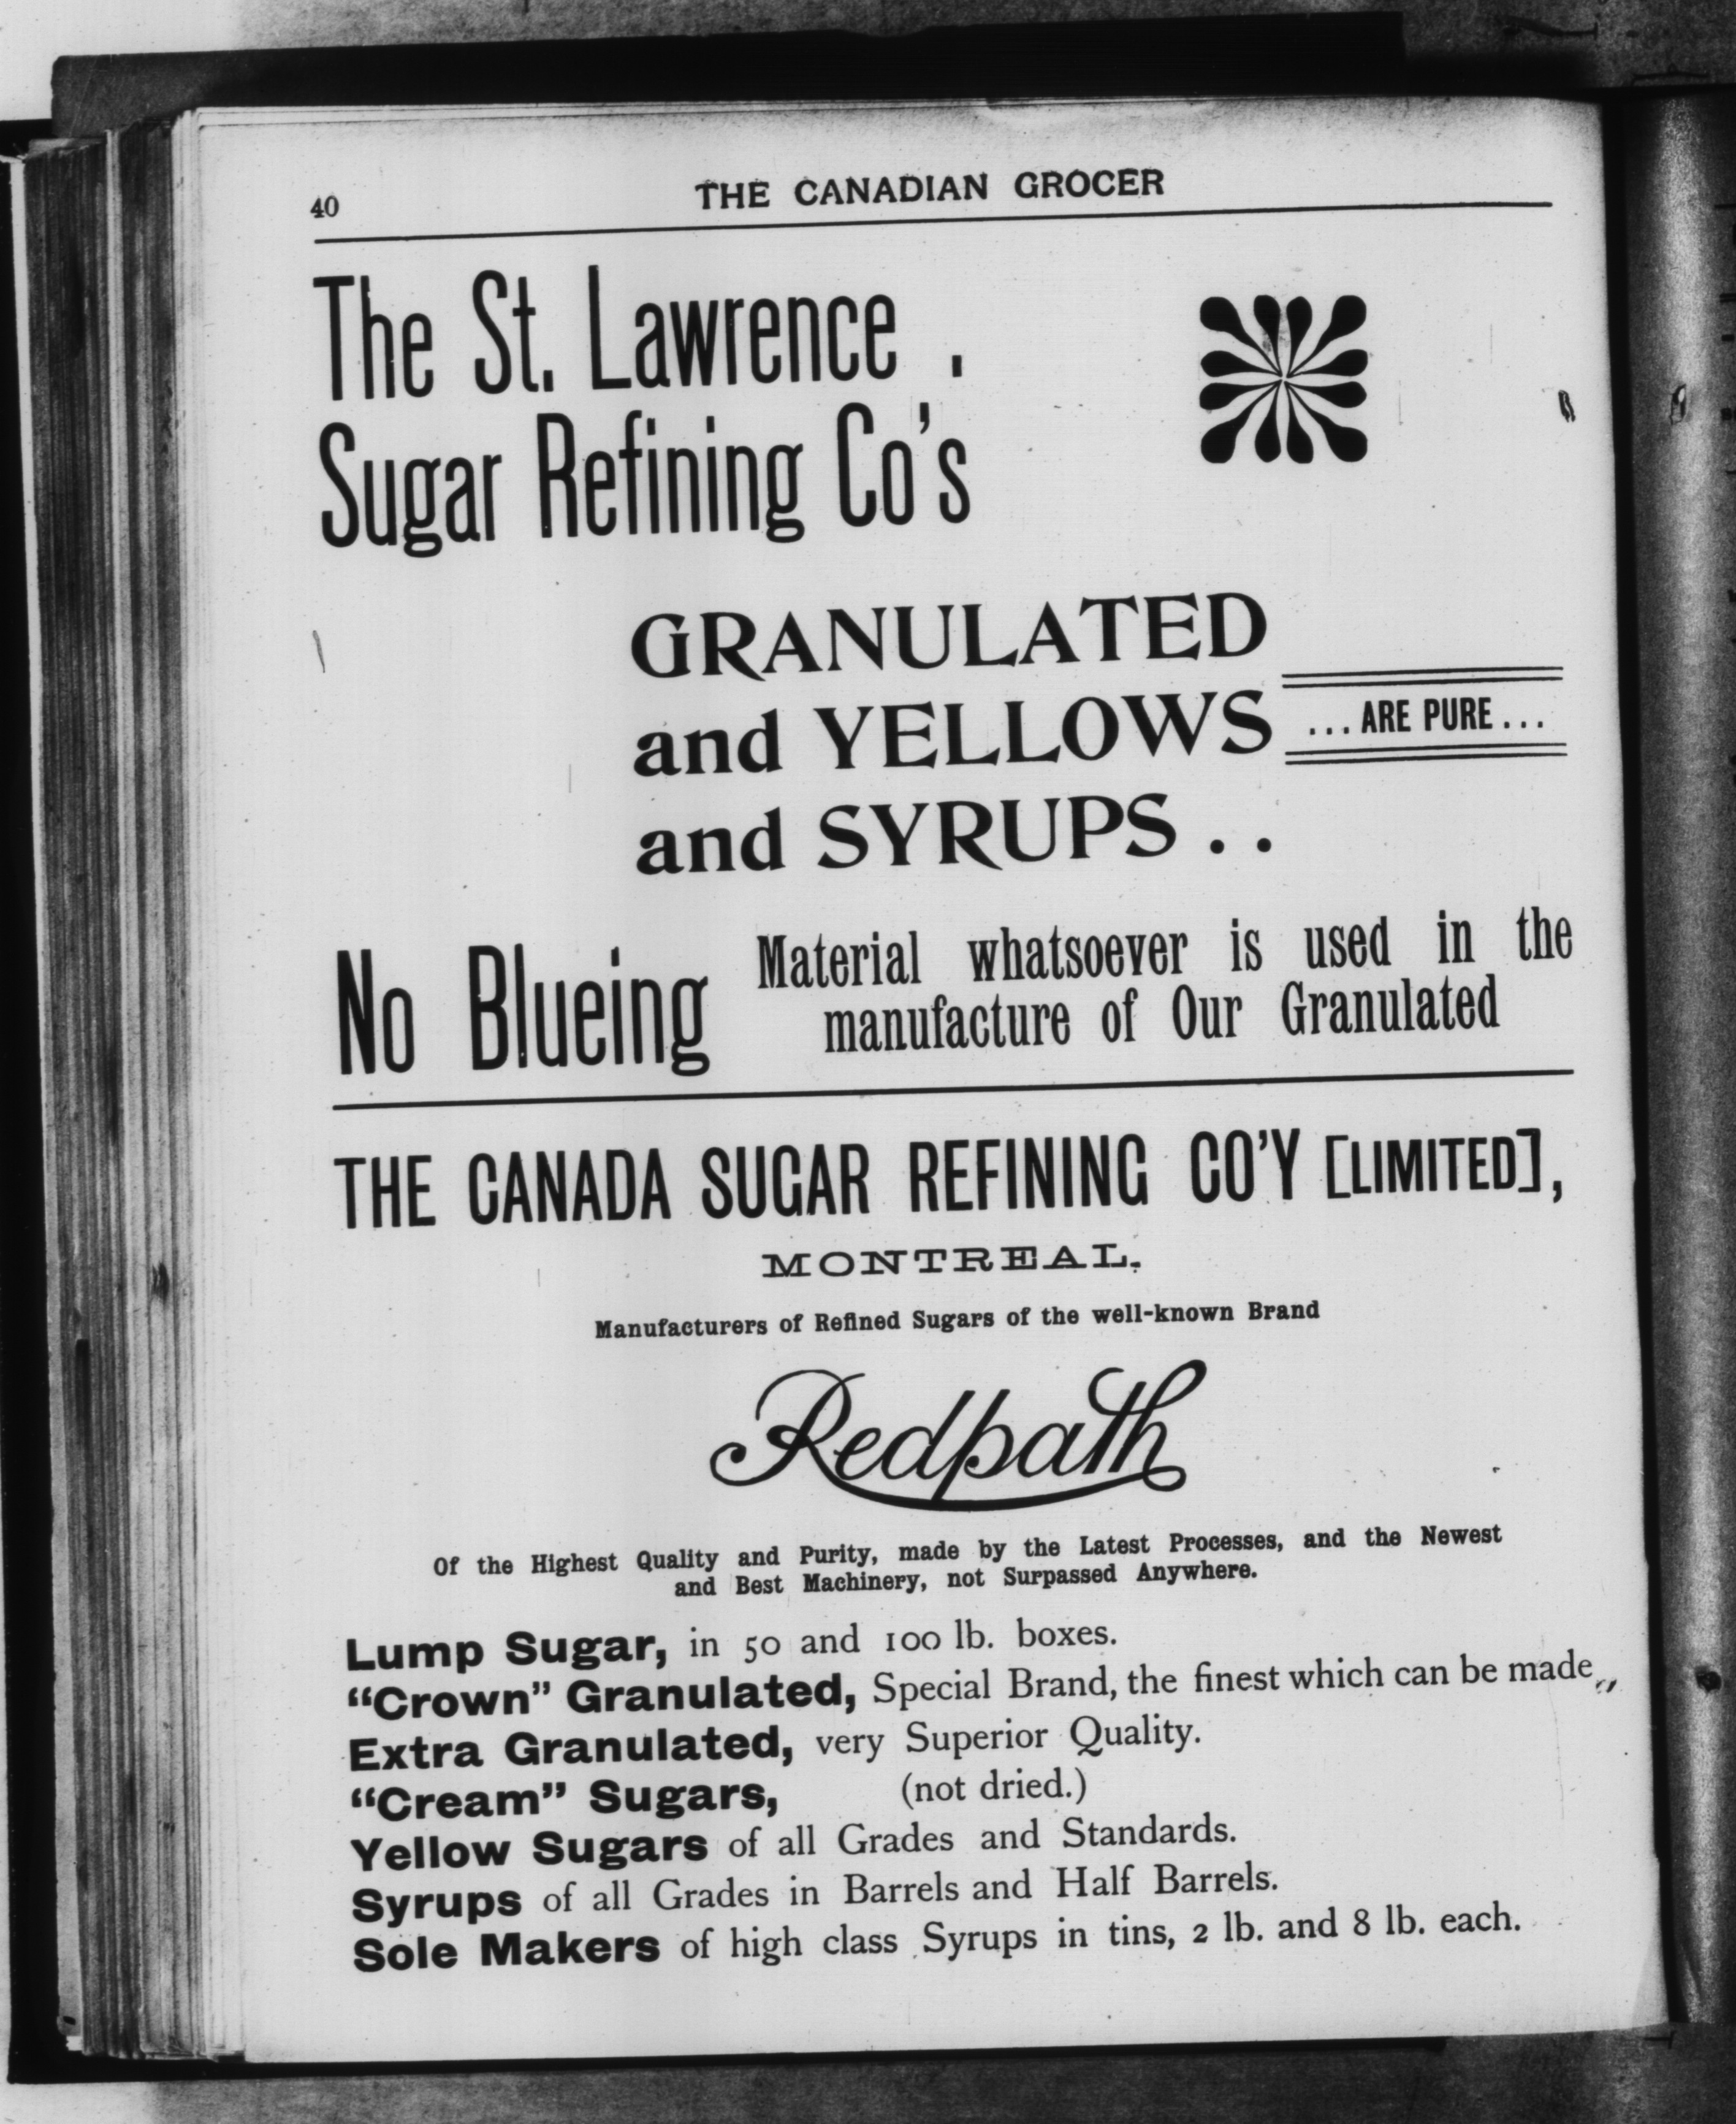 40
THE CANADIAN GROCER
The St. Lawrence .
Sugar Refining Co's
GRANULATED
and YELLOWS
... ARE PURE ...
and SYRUPS . .
No Blueing
Material whatsoever is used in the
manufacture of Our Granulated
THE CANADA SUGAR REFINING CO'Y [LIMITED],
MONTREAL.
Manufacturers of Refined Sugars of the well-known Brand
Redpath
Of the Highest Quality and Purity, made by the Latest Processes, and the Newest
and Best Machinery, not Surpassed Anywhere.
Lump Sugar, in 50 and 100 lb. boxes.
"Crown" Granulated, Special Brand, the finest which can be made.
Extra Granulated, very Superior Quality.
"Cream" Sugars, (not dried.)
Yellow Sugars of all Grades and Standards.
Syrups of all Grades in Barrels and Half Barrels.
Sole Makers of high class Syrups in tins, 2 lb. and 8 lb. each.